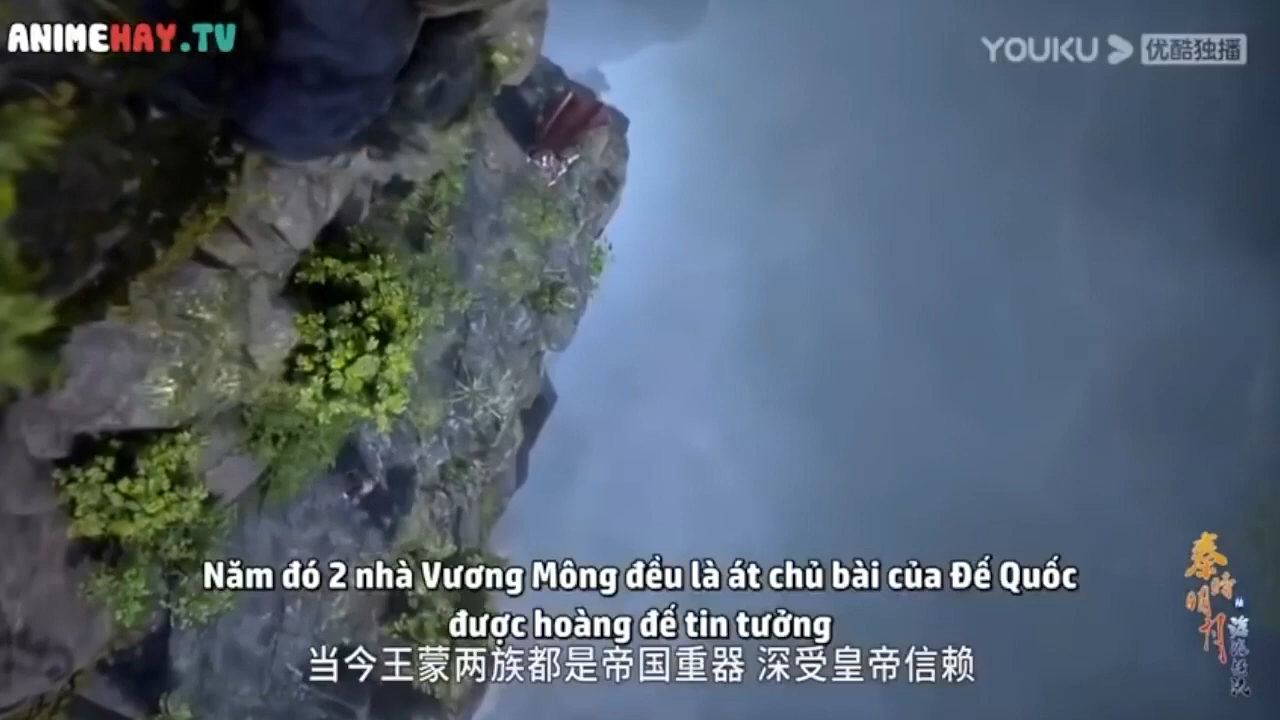 ANIMEHAY.TV
YOUKU 优酷独播
Năm đó 2 nhà Vương Mông đều là át chủ bài của Đế Quốc
được hoàng đế tin tưởng
当今王蒙两族都是帝国重器 深受皇帝信赖
秦时明月